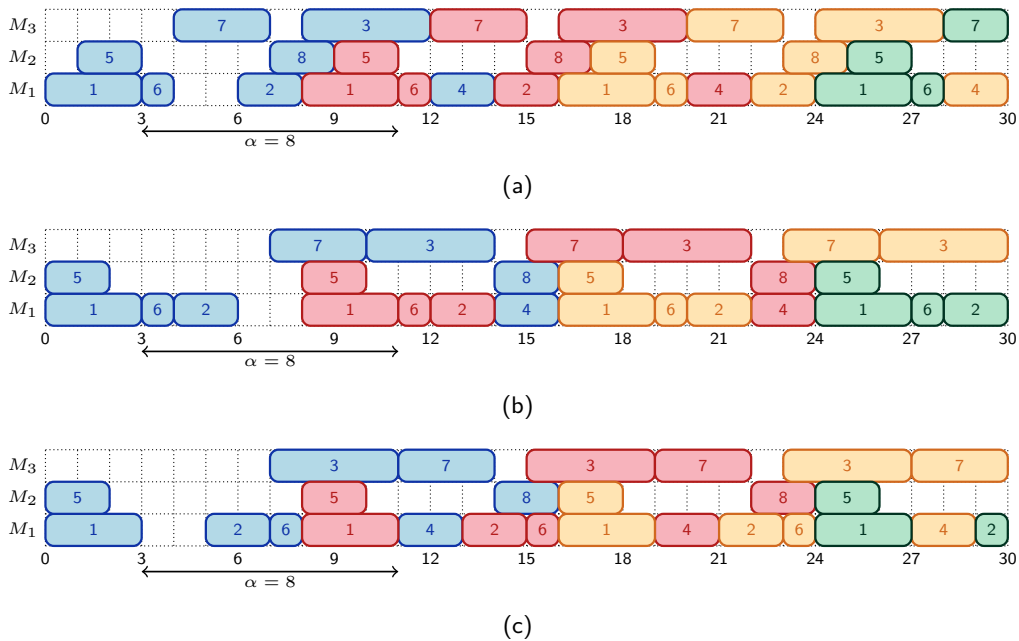 M3 7 3 7 3 7 3 7
M2 5 8 5 8 5 8 5
M1 1 6 2 1 6 4 2 1 6 4 2 1 6 4
0 3 6 9 12 15 18 21 24 27 30
α = 8
(a)
M3 7 3 7 3 7 3
M2 5 5 8 5 8 5
M1 1 6 2 1 6 2 4 1 6 2 4 1 6 2
0 3 6 9 12 15 18 21 24 27 30
α = 8
(b)
M3 3 7 3 7 3 7
M2 5 5 8 5 8 5
M1 1 2 6 1 4 2 6 1 4 2 6 1 4 2
0 3 6 9 12 15 18 21 24 27 30
α = 8
(c)